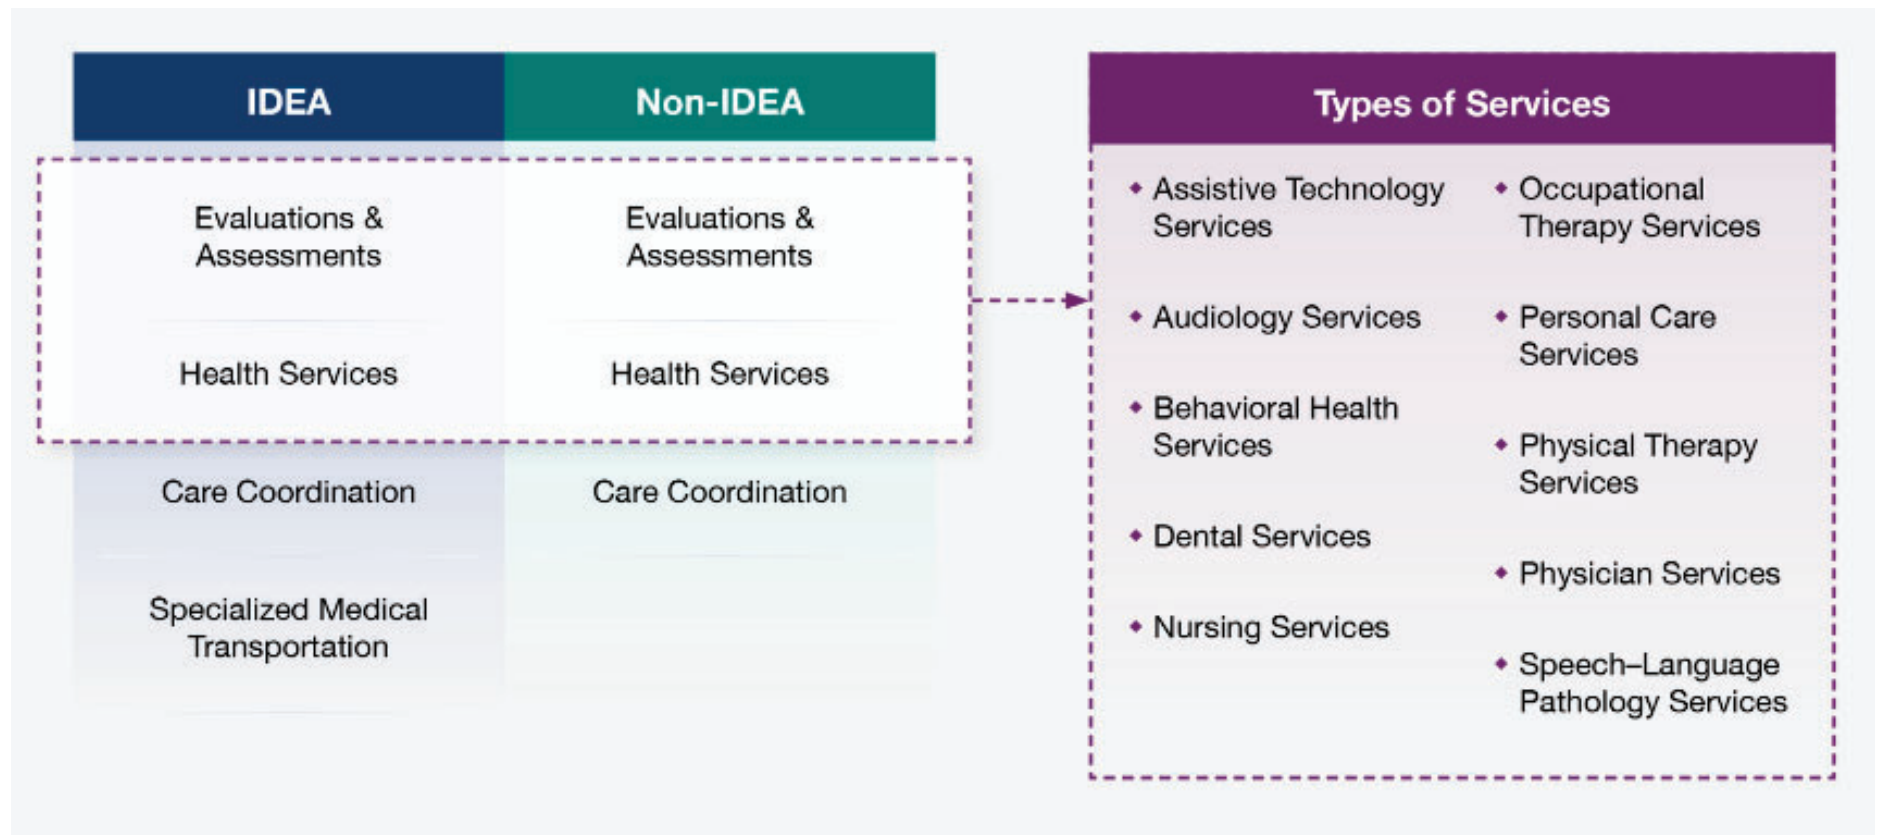 IDEA
Non-IDEA
Evaluations &
Assessments
Evaluations &
Assessments
Health Services
Health Services
Care Coordination
Care Coordination
Specialized Medical
Transportation
Types of Services
Assistive Technology
Services
Audiology Services
Behavioral Health
Services
Dental Services
Nursing Services
Occupational
Therapy Services
Personal Care
Services
Physical Therapy
Services
Physician Services
Speech–Language
Pathology Services